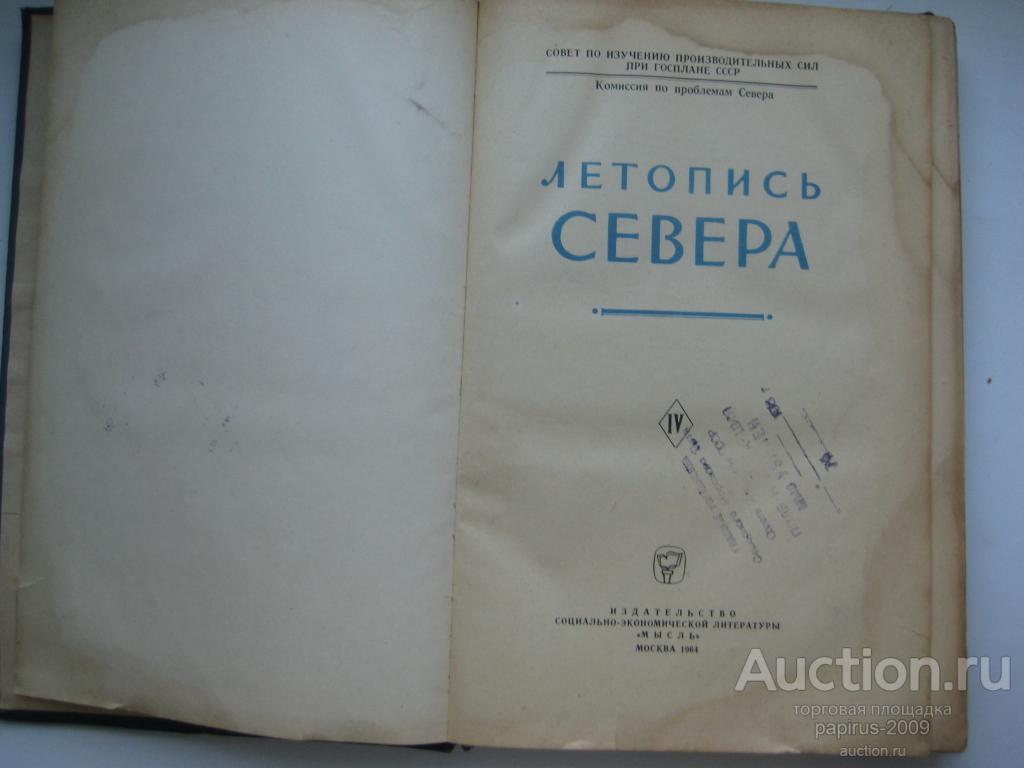 СОВЕТ ПО ИЗУЧЕНИЮ ПРОИЗВОДИТЕЛЬНЫХ СИЛ
ПРИ ГОСПЛАНЕ СССР
Комиссия по проблемам Севера
ЛЕТОПИСЬ
СЕВЕРА
IV
ИЗДАТЕЛЬСТВО
СОЦИАЛЬНО-ЭКОНОМИЧЕСКОЙ ЛИТЕРАТУРЫ
«МЫСЛЬ»
МОСКВА 1964
Auction.ru
торговая площадка
papirus-2009
auction.ru